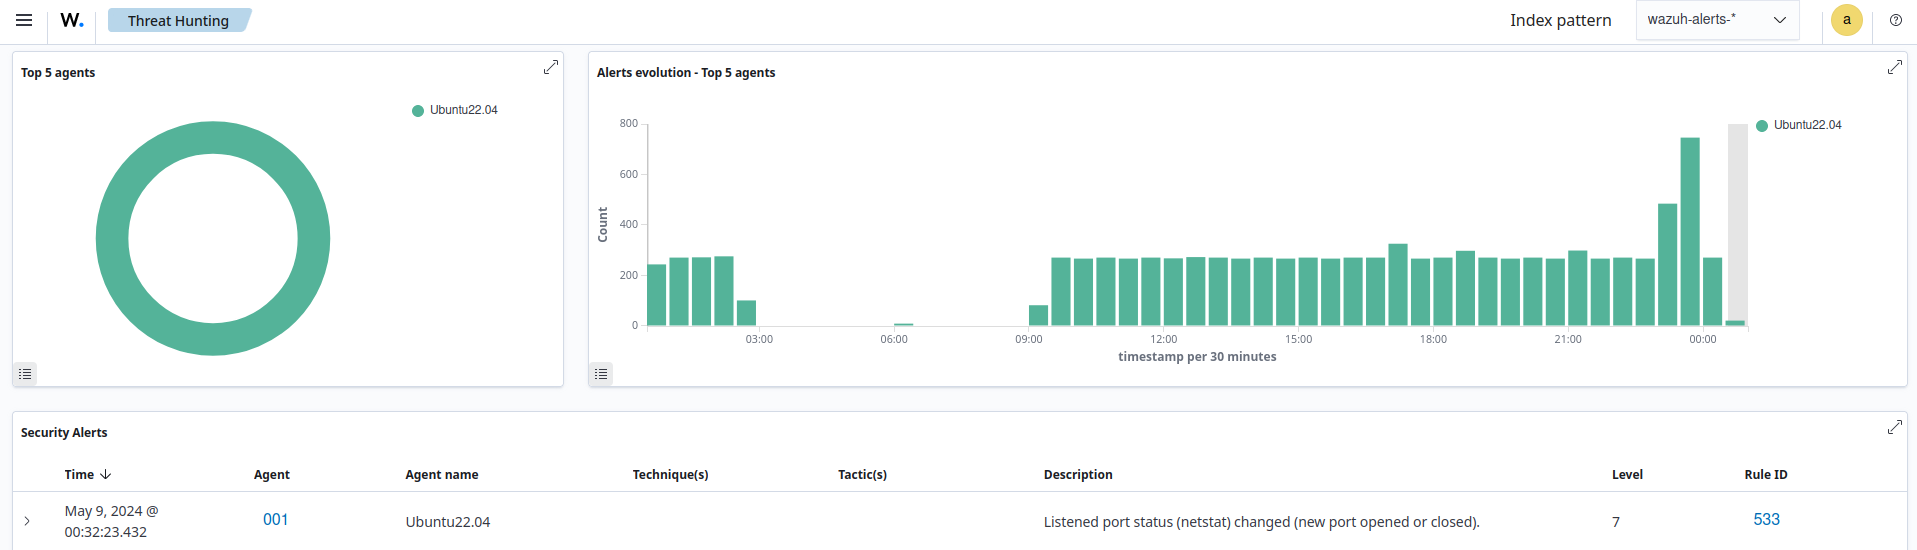 W. Threat Hunting Index pattern wazuh-alerts-* a
Top 5 agents
Ubuntu22.04
Alerts evolution - Top 5 agents
800
600
400
200
0
Count
03:00 06:00 09:00 12:00 15:00 18:00 21:00 00:00
timestamp per 30 minutes
Ubuntu22.04
Security Alerts
Time Agent Agent name Technique(s) Tactic(s) Description Level Rule ID
May 9, 2024 @
00:32:23.432
001 Ubuntu22.04 Listened port status (netstat) changed (new port opened or closed). 7 533